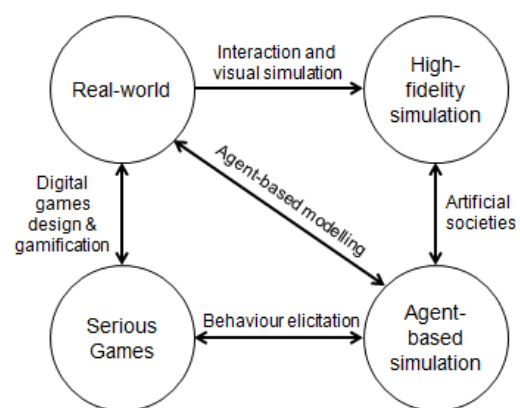 Real-world
Interaction and
visual simulation
High-
fidelity
simulation
Digital
games
design &
gamification
Agent-based modelling
Artificial
societies
Serious
Games
Behaviour elicitation
Agent-
based
simulation